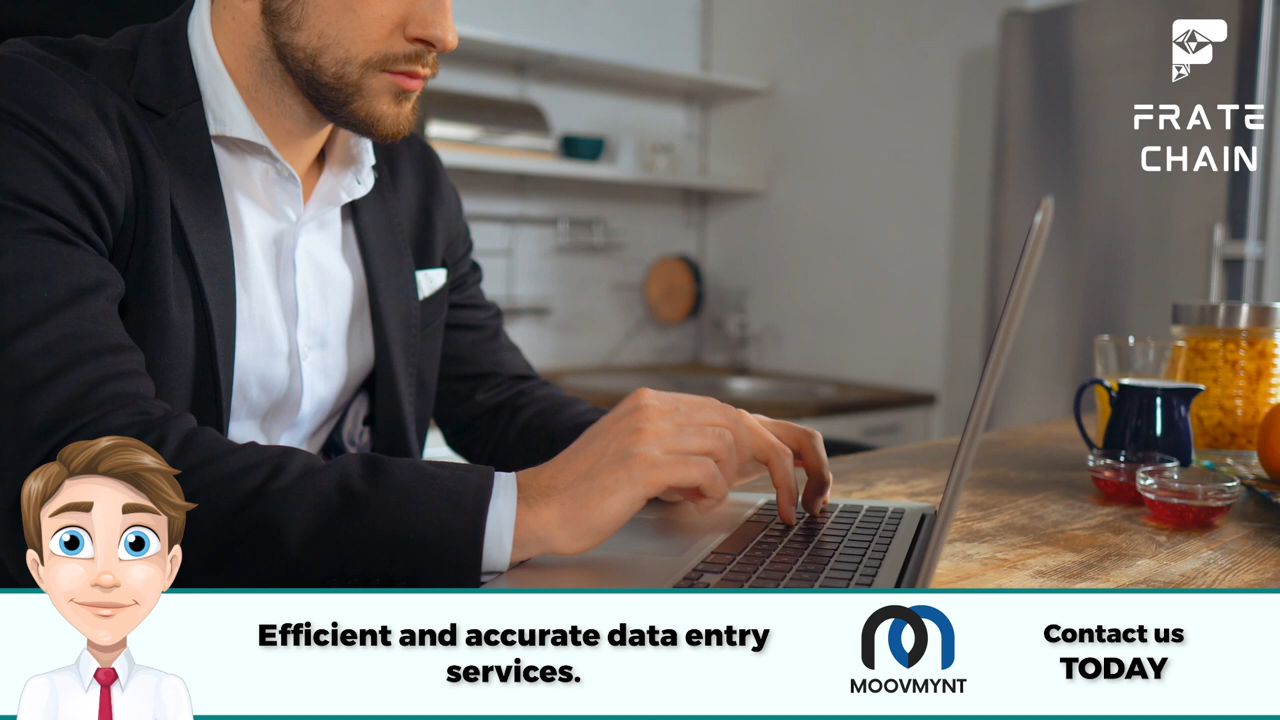 FRATE
CHAIN
Efficient and accurate data entry
services.
MOOVMYNT
Contact us
TODAY